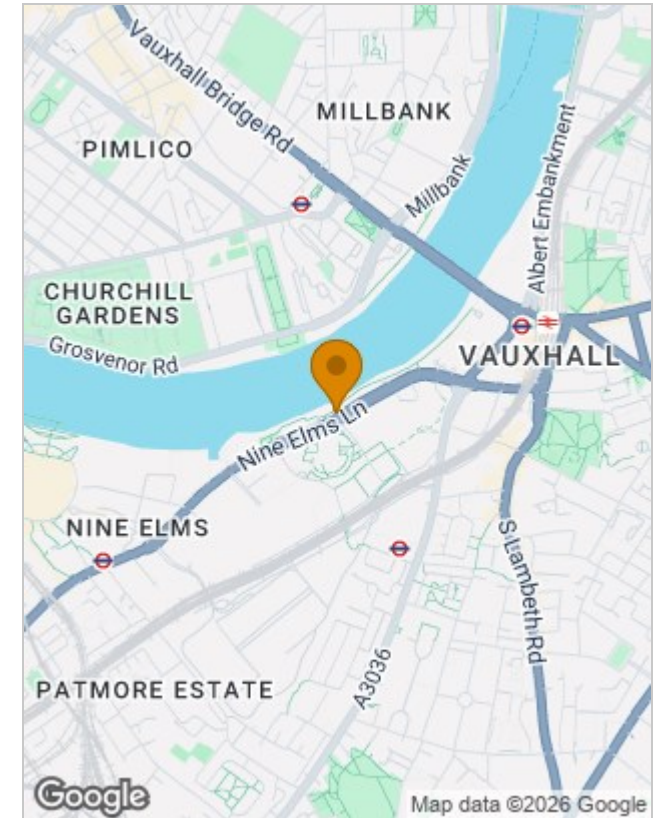 Vauxhall Bridge Rd
MILLBANK
PIMLICO
Millbank
Albert Embankment
CHURCHILL
GARDENS
Grosvenor Rd
VAUXHALL
Nine Elms Ln
NINE ELMS
S Lambeth Rd
A3036
PATMORE ESTATE
Google
Map data ©2026 Google